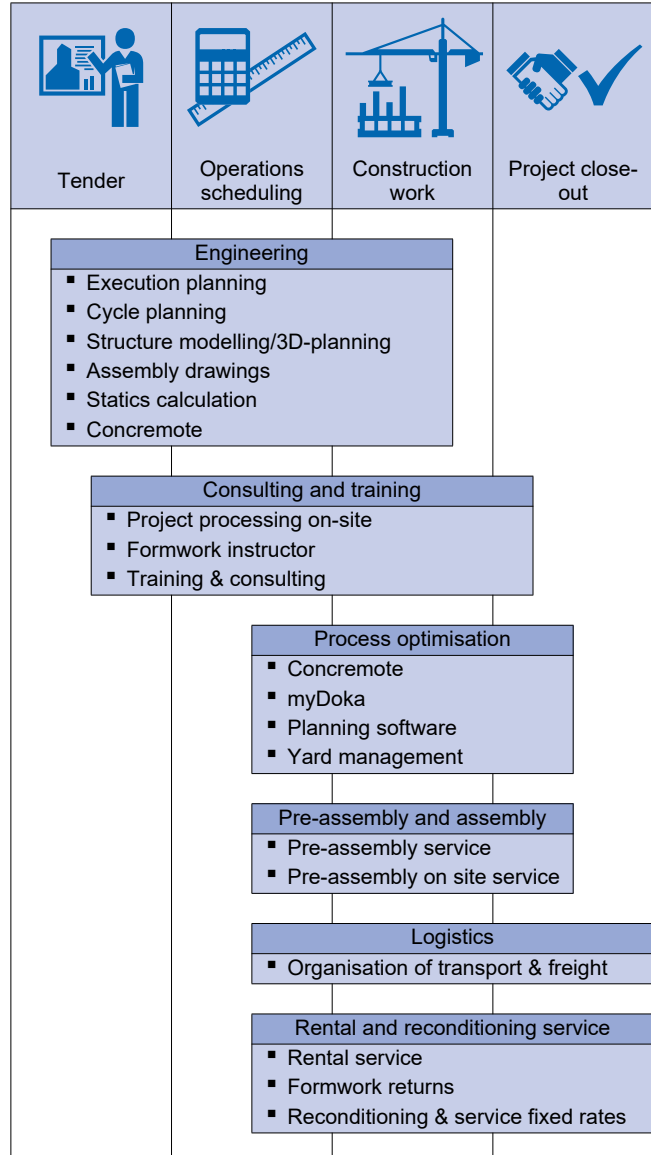 Tender
Operations
scheduling
Construction
work
Project close-
out
Engineering
Execution planning
Cycle planning
Structure modelling/3D-planning
Assembly drawings
Statics calculation
Concremote
Consulting and training
Project processing on-site
Formwork instructor
Training & consulting
Process optimisation
Concremote
myDoka
Planning software
Yard management
Pre-assembly and assembly
Pre-assembly service
Pre-assembly on site service
Logistics
Organisation of transport & freight
Rental and reconditioning service
Rental service
Formwork returns
Reconditioning & service fixed rates